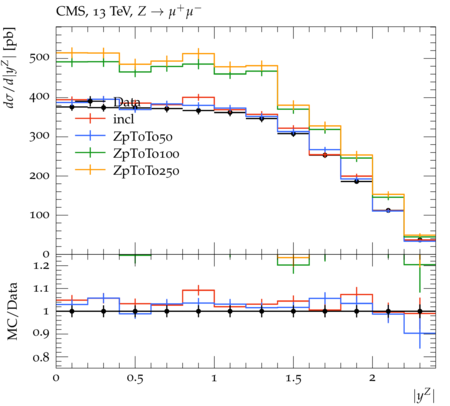 CMS, 13 TeV, Z → μ⁺μ⁻
dσ/d|y^Z| [pb]
500
400
300
200
100
0
Data
incl
ZpToTo50
ZpToTo100
ZpToTo250
MC/Data
1.2
1.1
1
0.9
0.8
0 0.5 1 1.5 2
|y^Z|